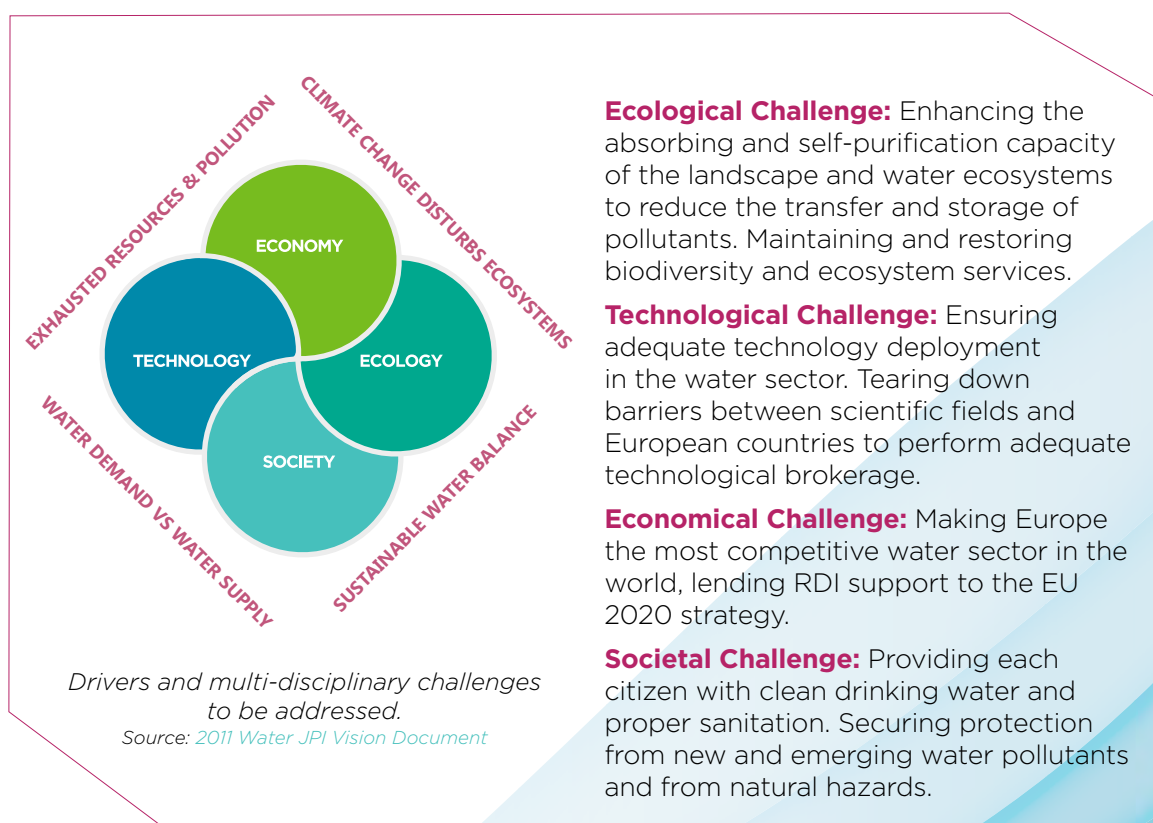 EXHAUSTED RESOURCES & POLLUTION
CLIMATE CHANGE DISTURBS ECOSYSTEMS
ECONOMY
TECHNOLOGY
ECOLOGY
SOCIETY
WATER DEMAND VS WATER SUPPLY
SUSTAINABLE WATER BALANCE
Drivers and multi-disciplinary challenges
to be addressed.
Source: 2011 Water JPI Vision Document
Ecological Challenge: Enhancing the
absorbing and self-purification capacity
of the landscape and water ecosystems
to reduce the transfer and storage of
pollutants. Maintaining and restoring
biodiversity and ecosystem services.
Technological Challenge: Ensuring
adequate technology deployment
in the water sector. Tearing down
barriers between scientific fields and
European countries to perform adequate
technological brokerage.
Economical Challenge: Making Europe
the most competitive water sector in the
world, lending RDI support to the EU
2020 strategy.
Societal Challenge: Providing each
citizen with clean drinking water and
proper sanitation. Securing protection
from new and emerging water pollutants
and from natural hazards.